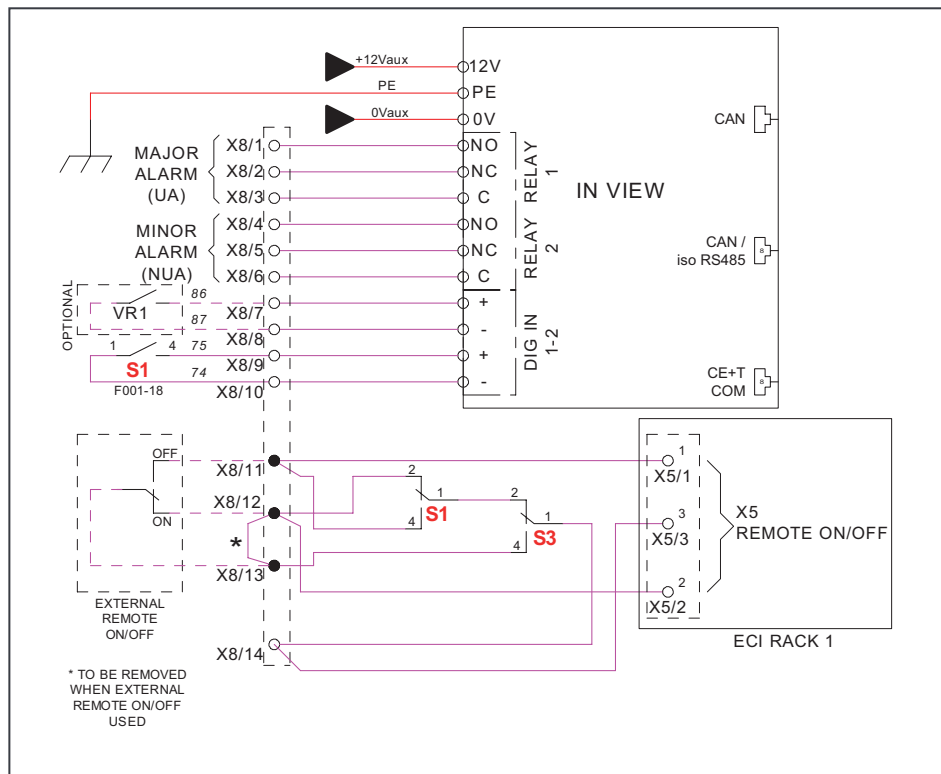 +12Vaux
PE
0Vaux
12V
PE
0V
MAJOR
ALARM
(UA)
X8/1
X8/2
X8/3
NO
NC
C
RELAY
1
MINOR
ALARM
(NUA)
X8/4
X8/5
X8/6
NO
NC
C
RELAY
2
IN VIEW
CAN
CAN /
iso RS485
8
CE+T
COM
8
OPTIONAL
VR1
86
87
X8/7
X8/8
+
-
1
4
75
S1
74
F001-18
X8/9
X8/10
+
-
DIG IN
1-2
OFF
ON
EXTERNAL
REMOTE
ON/OFF
X8/11
X8/12
*
X8/13
X8/14
2
1
4
S1
2
1
4
S3
1
X5/1
3
X5/3
2
X5/2
X5
REMOTE ON/OFF
ECI RACK 1
* TO BE REMOVED
WHEN EXTERNAL
REMOTE ON/OFF
USED